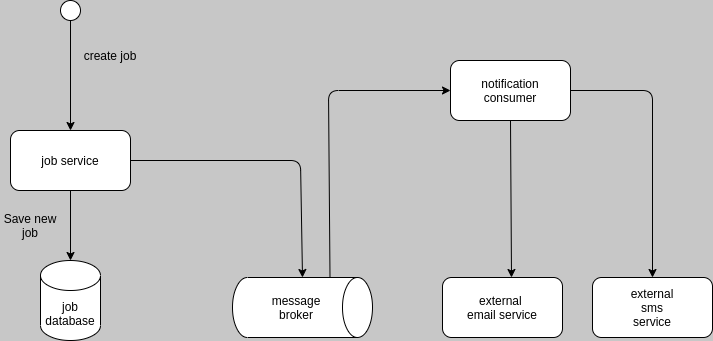 create job
notification
consumer
job service
Save new
job
job
database
message
broker
external
email service
external
sms
service